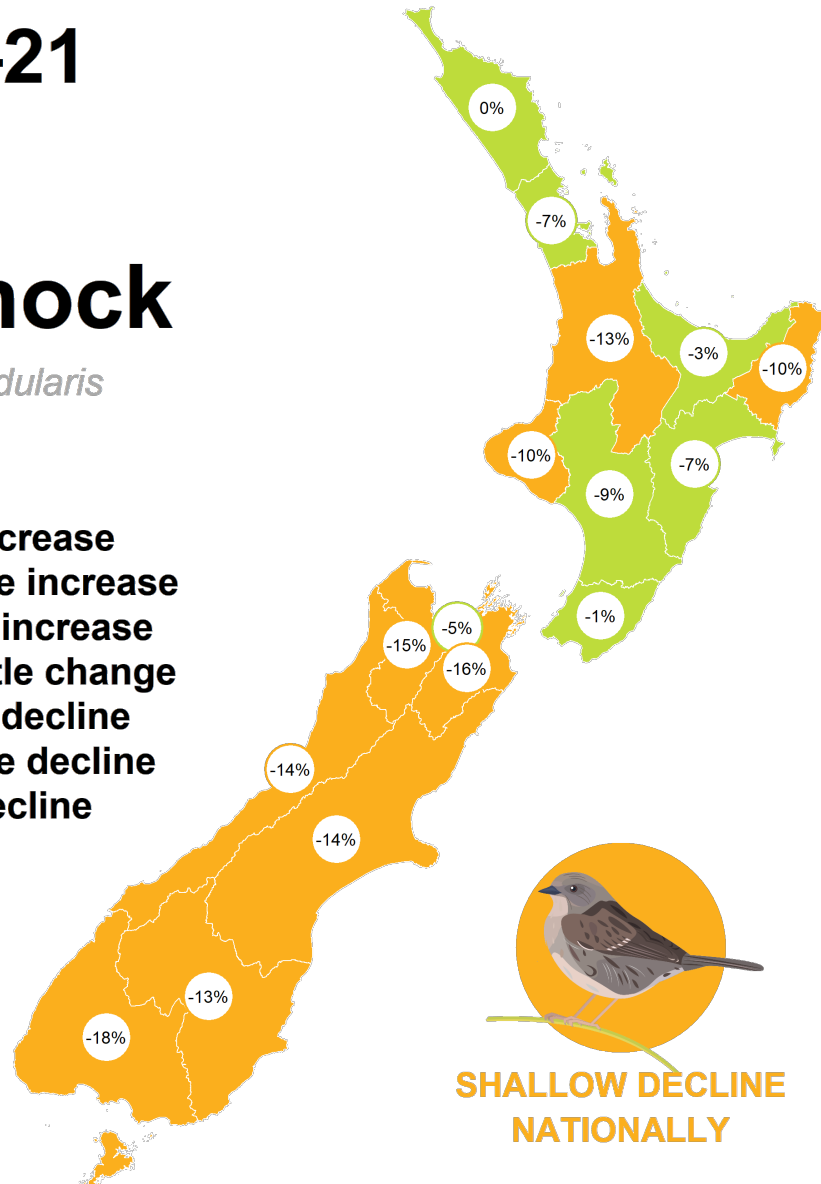 -21
nock
dularis
crease
e increase
increase
tle change
decline
e decline
ecline
0%
-7%
-13%
-3%
-10%
-10%
-7%
-9%
-1%
-5%
-15%
-16%
-14%
-14%
-13%
-18%
SHALLOW DECLINE
NATIONALLY